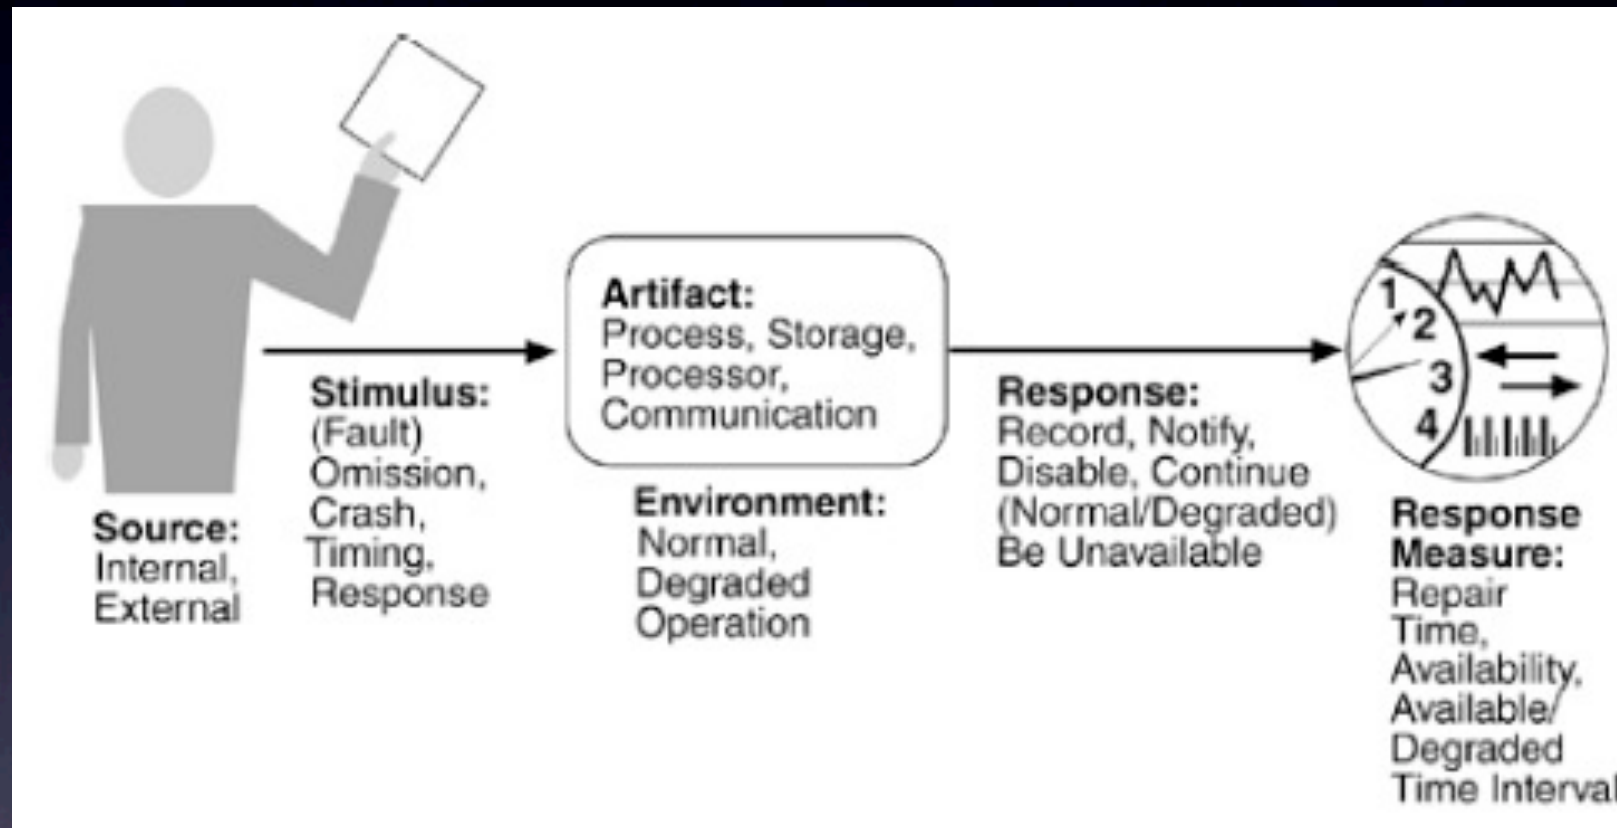 Source:
Internal,
External
Stimulus:
(Fault)
Omission,
Crash,
Timing,
Response
Artifact:
Process, Storage,
Processor,
Communication
Environment:
Normal,
Degraded
Operation
Response:
Record, Notify,
Disable, Continue
(Normal/Degraded)
Be Unavailable
1
2
3
4
Response
Measure:
Repair
Time,
Availability,
Available/
Degraded
Time Interval